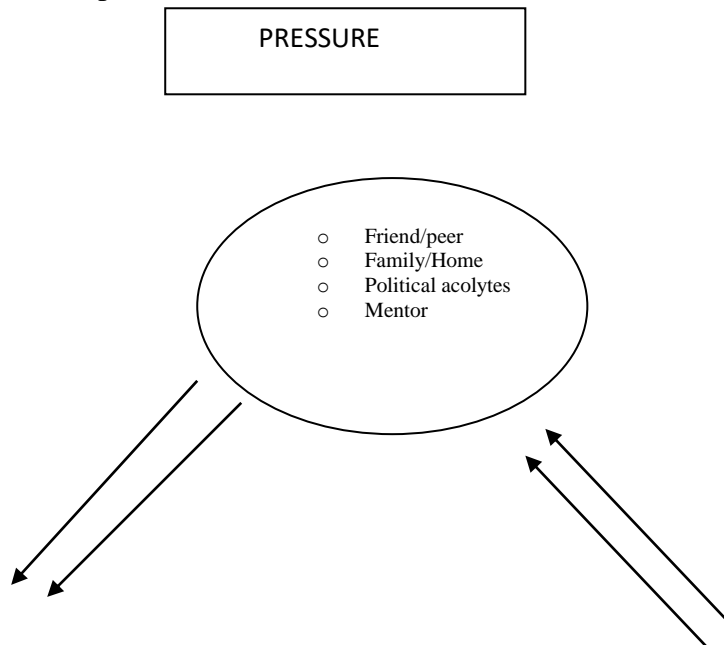 PRESSURE
o Friend/peer
o Family/Home
o Political acolytes
o Mentor